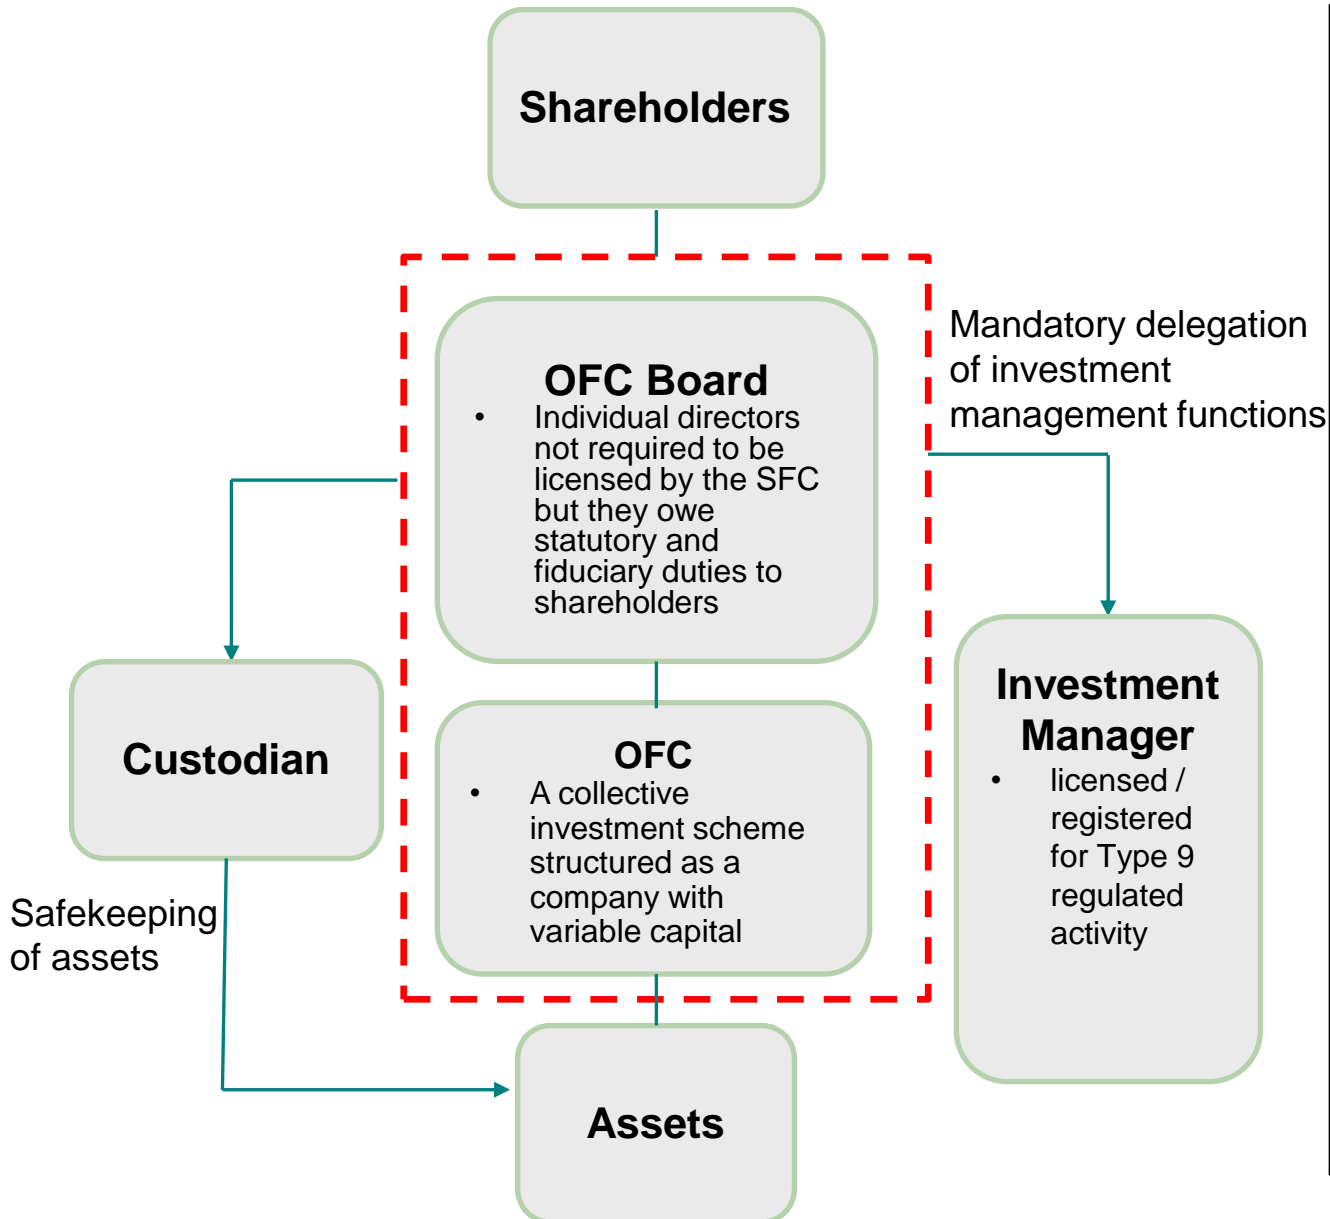 Shareholders
Mandatory delegation
of investment
management functions
OFC Board
• Individual directors
not required to be
licensed by the SFC
but they owe
statutory and
fiduciary duties to
shareholders
Investment
Manager
• licensed /
registered
for Type 9
regulated
activity
Custodian
OFC
• A collective
investment scheme
structured as a
company with
variable capital
Safekeeping
of assets
Assets